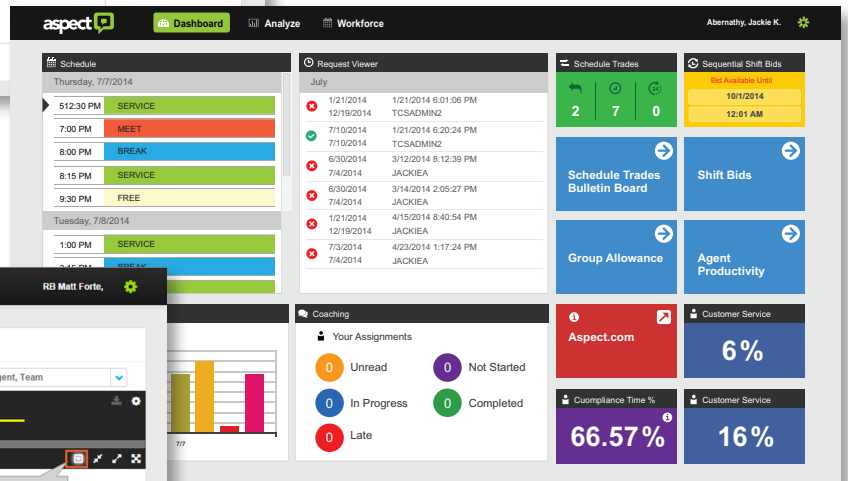 aspect
Dashboard
Analyze
Workforce
Abernathy, Jackie K.
Schedule
Thursday, 7/7/2014
512:30 PM SERVICE
7:00 PM MEET
8:00 PM BREAK
8:15 PM SERVICE
9:30 PM FREE
Tuesday, 7/8/2014
1:00 PM SERVICE
Request Viewer
July
1/21/2014 1/21/2014 6:01:06 PM
12/19/2014 TCSADMIN2
7/10/2014 1/21/2014 6:20:24 PM
7/10/2014 TCSADMIN2
6/30/2014 3/12/2014 8:12:39 PM
7/4/2014 JACKIEA
6/30/2014 3/14/2014 2:05:27 PM
7/4/2014 JACKIEA
1/21/2014 4/15/2014 8:40:54 PM
12/19/2014 JACKIEA
7/3/2014 4/23/2014 1:17:24 PM
7/4/2014 JACKIEA
Schedule Trades
24
2 7 0
Sequential Shift Bids
Bid Available Until
10/1/2014
12:01 AM
Schedule Trades
Bulletin Board
Shift Bids
Group Allowance
Agent
Productivity
RB Matt Forte,
gent, Team
7/7
Coaching
Your Assignments
0 Unread
0 Not Started
0 In Progress
0 Completed
0 Late
Aspect.com
Customer Service
6%
Cuompliance Time %
66.57%
Customer Service
16%